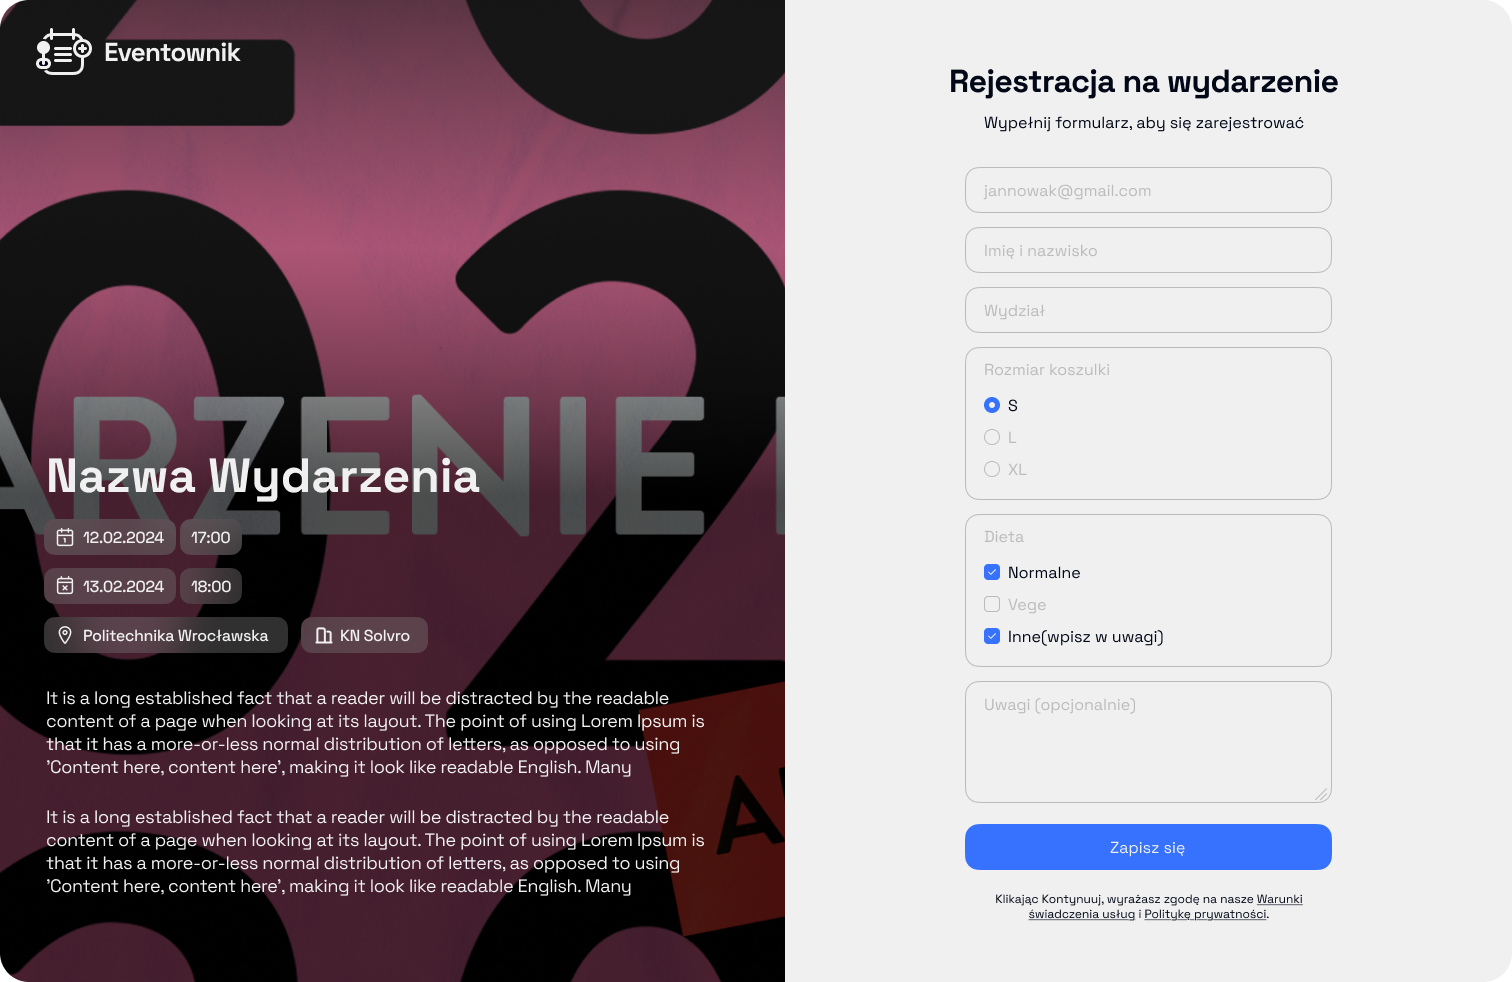 Eventownik
ARZENIE
Nazwa Wydarzenia
12.02.2024 17:00
13.02.2024 18:00
Politechnika Wrocławska KN Solvro
It is a long established fact that a reader will be distracted by the readable
content of a page when looking at its layout. The point of using Lorem Ipsum is
that it has a more-or-less normal distribution of letters, as opposed to using
'Content here, content here', making it look like readable English. Many
It is a long established fact that a reader will be distracted by the readable
content of a page when looking at its layout. The point of using Lorem Ipsum is
that it has a more-or-less normal distribution of letters, as opposed to using
'Content here, content here', making it look like readable English. Many
Rejestracja na wydarzenie
Wypełnij formularz, aby się zarejestrować
jannowak@gmail.com
Imię i nazwisko
Wydział
Rozmiar koszulki
S
L
XL
Dieta
Normalne
Vege
Inne(wpisz w uwagi)
Uwagi (opcjonalnie)
Zapisz się
Klikając Kontynuuj, wyrażasz zgodę na nasze Warunki
świadczenia usług i Politykę prywatności.